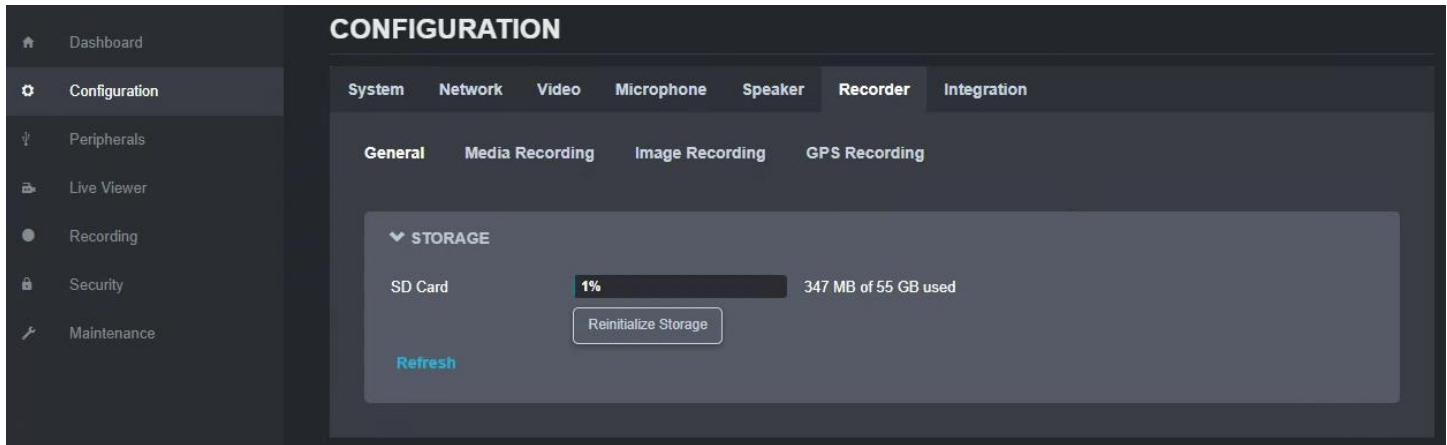 Dashboard
Configuration
Peripherals
Live Viewer
Recording
Security
Maintenance
CONFIGURATION
System Network Video Microphone Speaker Recorder Integration
General Media Recording Image Recording GPS Recording
STORAGE
SD Card 1% 347 MB of 55 GB used
Reinitialize Storage
Refresh